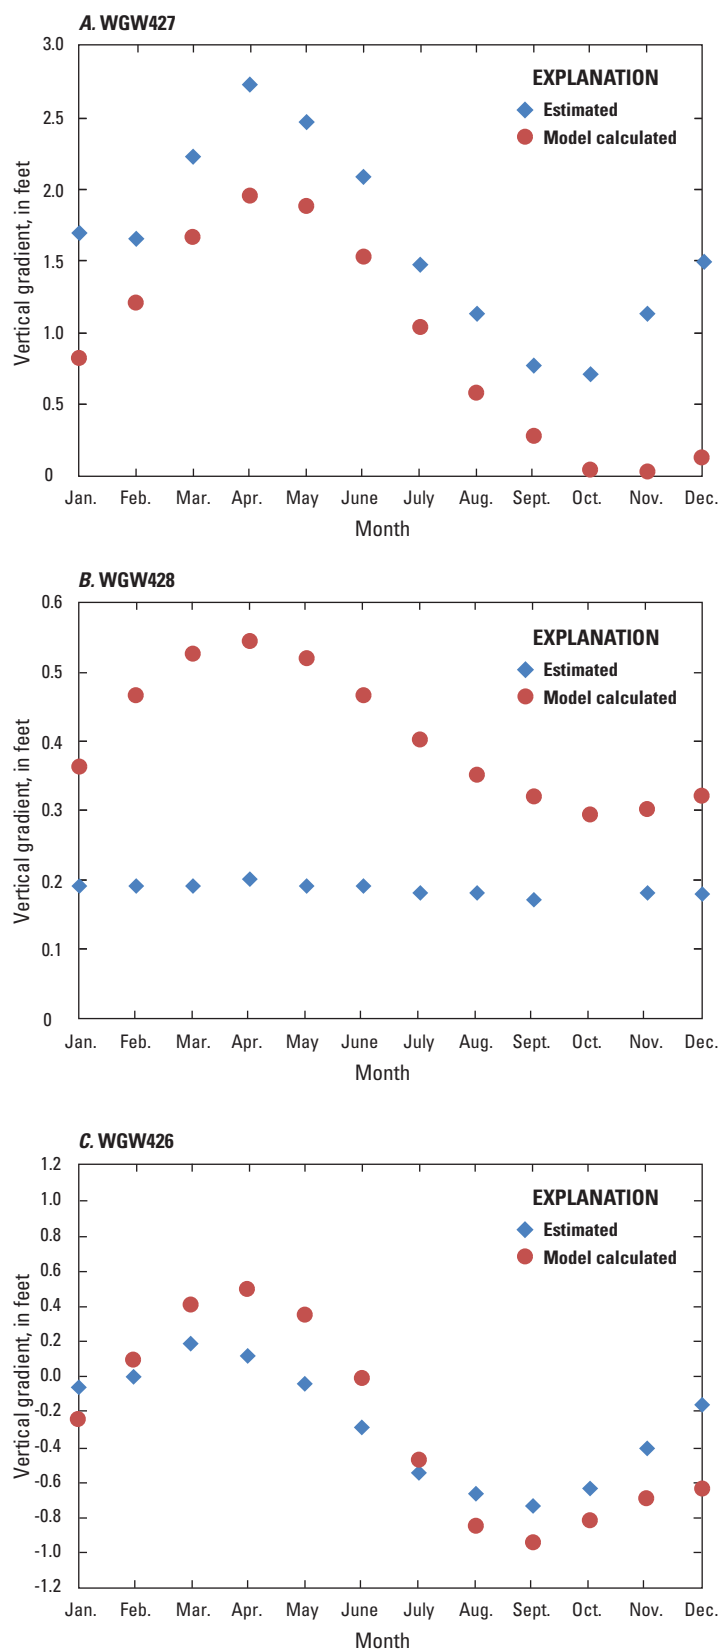 A. WGW427
3.0
2.5
2.0
1.5
1.0
0.5
0
Vertical gradient, in feet
EXPLANATION
Estimated
Model calculated
Jan. Feb. Mar. Apr. May June July Aug. Sept. Oct. Nov. Dec.
Month
B. WGW428
0.6
0.5
0.4
0.3
0.2
0.1
0
Vertical gradient, in feet
EXPLANATION
Estimated
Model calculated
Jan. Feb. Mar. Apr. May June July Aug. Sept. Oct. Nov. Dec.
Month
C. WGW426
1.2
1.0
0.8
0.6
0.4
0.2
0.0
-0.2
-0.4
-0.6
-0.8
-1.0
-1.2
Vertical gradient, in feet
EXPLANATION
Estimated
Model calculated
Jan. Feb. Mar. Apr. May June July Aug. Sept. Oct. Nov. Dec.
Month